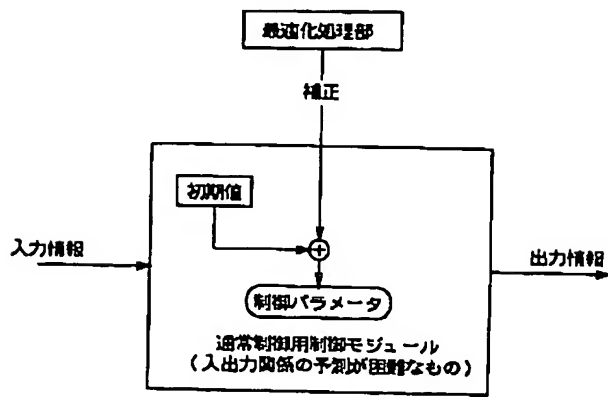 最適化処理部
補正
初期値
入力情報
出力情報
制御パラメータ
通常制御用制御モジュール
(入出力関係の予測が困難なもの)